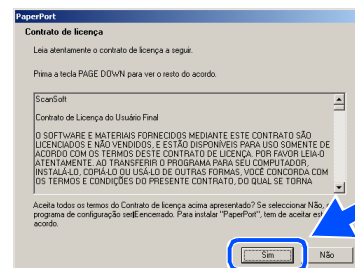 PaperPort
Contrato de licença
Leia atentamente o contrato de licença a seguir.
Prima a tecla PAGE DOWN para ver o resto do acordo.
ScanSoft
Contrato de Licença do Usuário Final
O SOFTWARE E MATERIAIS FORNECIDOS MEDIANTE ESTE CONTRATO SÃO
LICENCIADOS E NÃO VENDIDOS, E ESTÃO DISPONÍVEIS PARA USO SOMENTE DE
ACORDO COM OS TERMOS DESTE CONTRATO DE LICENÇA. POR FAVOR LEIA-O
ATENTAMENTE. AO TRANSFERIR O PROGRAMA PARA SEU COMPUTADOR,
INSTALÁ-LO, COPIÁ-LO OU USÁ-LO DE OUTRAS FORMAS, VOCÊ CONCORDA COM
OS TERMOS E CONDIÇÕES DO PRESENTE CONTRATO, DO QUAL SE TORNA
Aceita todos os termos do Contrato de licença acima apresentado? Se seleccionar Não, o
programa de configuração será encerrado. Para instalar "PaperPort", tem de aceitar este
acordo.
Sim
Não